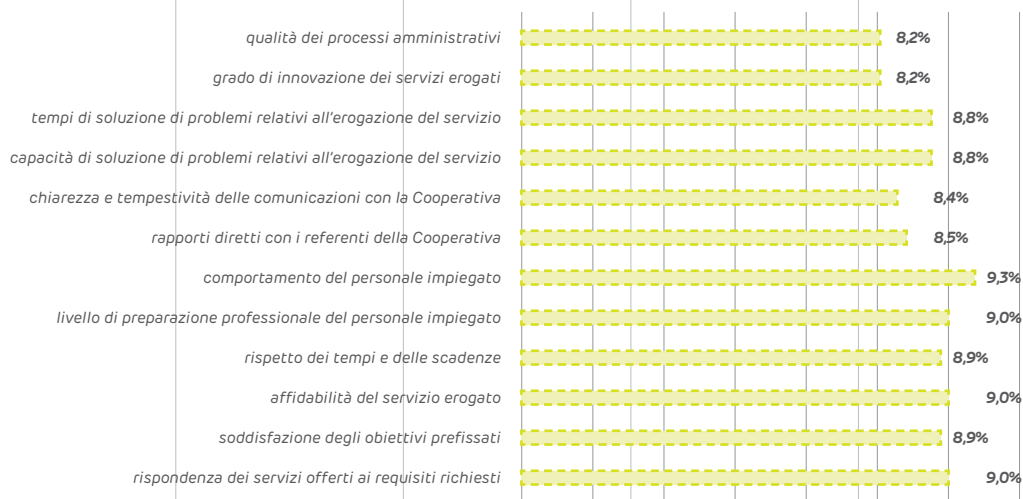 qualità dei processi amministrativi 8,2%
grado di innovazione dei servizi erogati 8,2%
tempi di soluzione di problemi relativi all'erogazione del servizio 8,8%
capacità di soluzione di problemi relativi all'erogazione del servizio 8,8%
chiarezza e tempestività delle comunicazioni con la Cooperativa 8,4%
rapporti diretti con i referenti della Cooperativa 8,5%
comportamento del personale impiegato 9,3%
livello di preparazione professionale del personale impiegato 9,0%
rispetto dei tempi e delle scadenze 8,9%
affidabilità del servizio erogato 9,0%
soddisfazione degli obiettivi prefissati 8,9%
rispondenza dei servizi offerti ai requisiti richiesti 9,0%